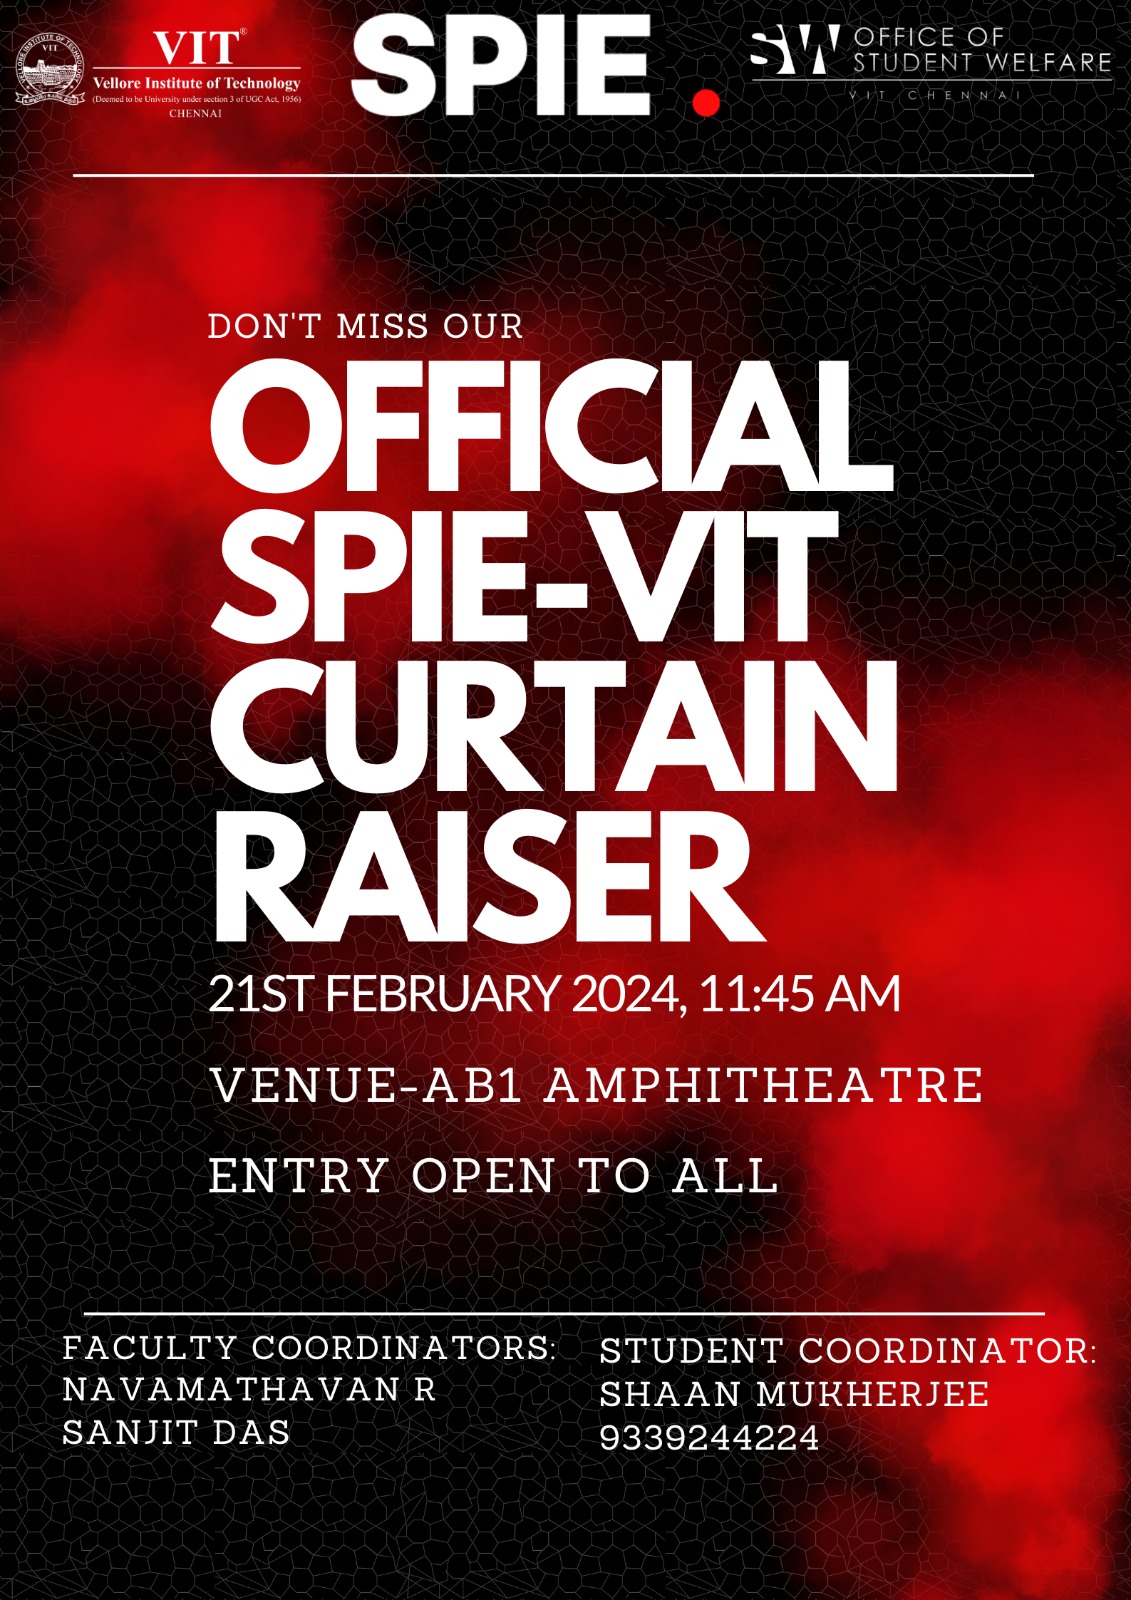 VIT®
Vellore Institute of Technology
(Deemed to be University under section 3 of UGC Act, 1956)
CHENNAI
SPIE.
SW OFFICE OF
STUDENT WELFARE
VIT CHENNAI
DON'T MISS OUR
OFFICIAL
SPIE-VIT
CURTAIN
RAISER
21ST FEBRUARY 2024, 11:45 AM
VENUE-AB1 AMPHITHEATRE
ENTRY OPEN TO ALL
FACULTY COORDINATORS:
NAVAMATHAVAN R
SANJIT DAS
STUDENT COORDINATOR:
SHAAN MUKHERJEE
9339244224